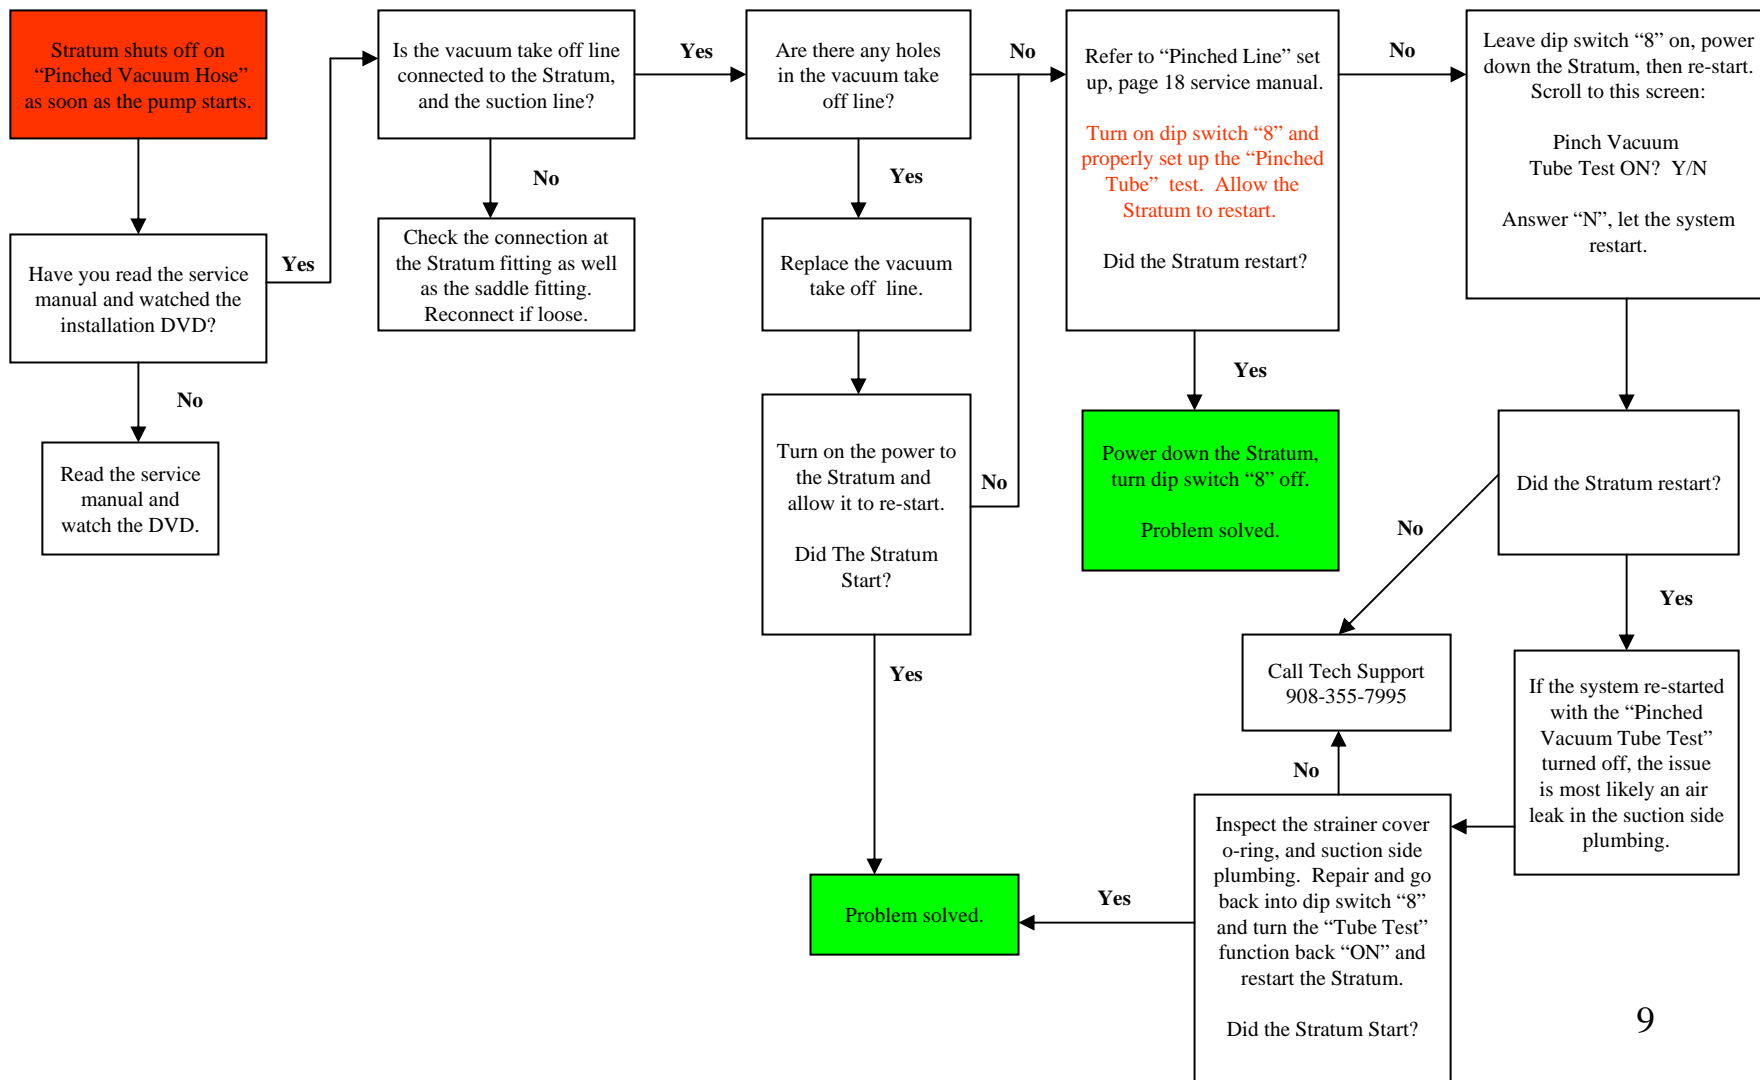 Stratum shuts off on
“Pinched Vacuum Hose”
as soon as the pump starts.
Have you read the service
manual and watched the
installation DVD?
Yes
No
Read the service
manual and
watch the DVD.
Is the vacuum take off line
connected to the Stratum,
and the suction line?
Yes
No
Check the connection at
the Stratum fitting as well
as the saddle fitting.
Reconnect if loose.
Are there any holes
in the vacuum take
off line?
No
Yes
Replace the vacuum
take off line.
Turn on the power to
the Stratum and
allow it to re-start.
Did The Stratum
Start?
No
Yes
Problem solved.
Refer to “Pinched Line” set
up, page 18 service manual.
Turn on dip switch “8” and
properly set up the “Pinched
Tube” test. Allow the
Stratum to restart.
Did the Stratum restart?
No
Yes
Power down the Stratum,
turn dip switch “8” off.
Problem solved.
Leave dip switch “8” on, power
down the Stratum, then re-start.
Scroll to this screen:
Pinch Vacuum
Tube Test ON? Y/N
Answer “N”, let the system
restart.
Did the Stratum restart?
No
Yes
Call Tech Support
908-355-7995
If the system re-started
with the “Pinched
Vacuum Tube Test”
turned off, the issue
is most likely an air
leak in the suction side
plumbing.
Inspect the strainer cover
o-ring, and suction side
plumbing. Repair and go
back into dip switch “8”
and turn the “Tube Test”
function back “ON” and
restart the Stratum.
Did the Stratum Start?
No
Yes
9